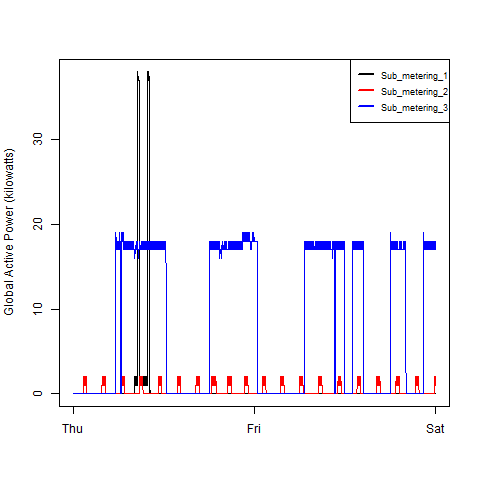 Sub_metering_1
Sub_metering_2
Sub_metering_3
Global Active Power (kilowatts)
30
20
10
0
Thu Fri Sat